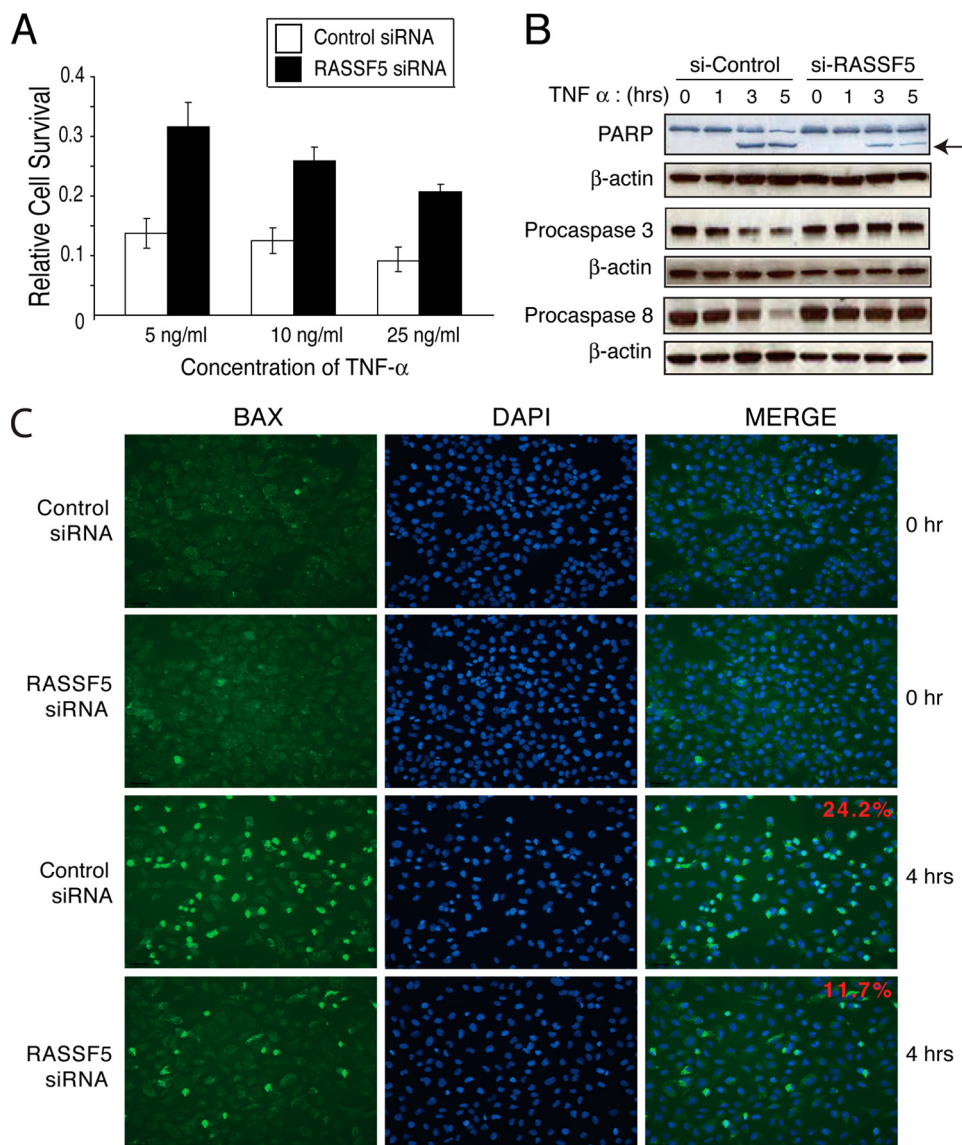 A
Control siRNA
RASSF5 siRNA
Relative Cell Survival
0.4
0.3
0.2
0.1
0
5 ng/ml 10 ng/ml 25 ng/ml
Concentration of TNF-α
B
si-Control si-RASSF5
TNF α : (hrs) 0 1 3 5 0 1 3 5
PARP
β-actin
Procaspase 3
β-actin
Procaspase 8
β-actin
C
BAX DAPI MERGE
Control
siRNA
0 hr
RASSF5
siRNA
0 hr
Control
siRNA
24.2%
4 hrs
RASSF5
siRNA
11.7%
4 hrs